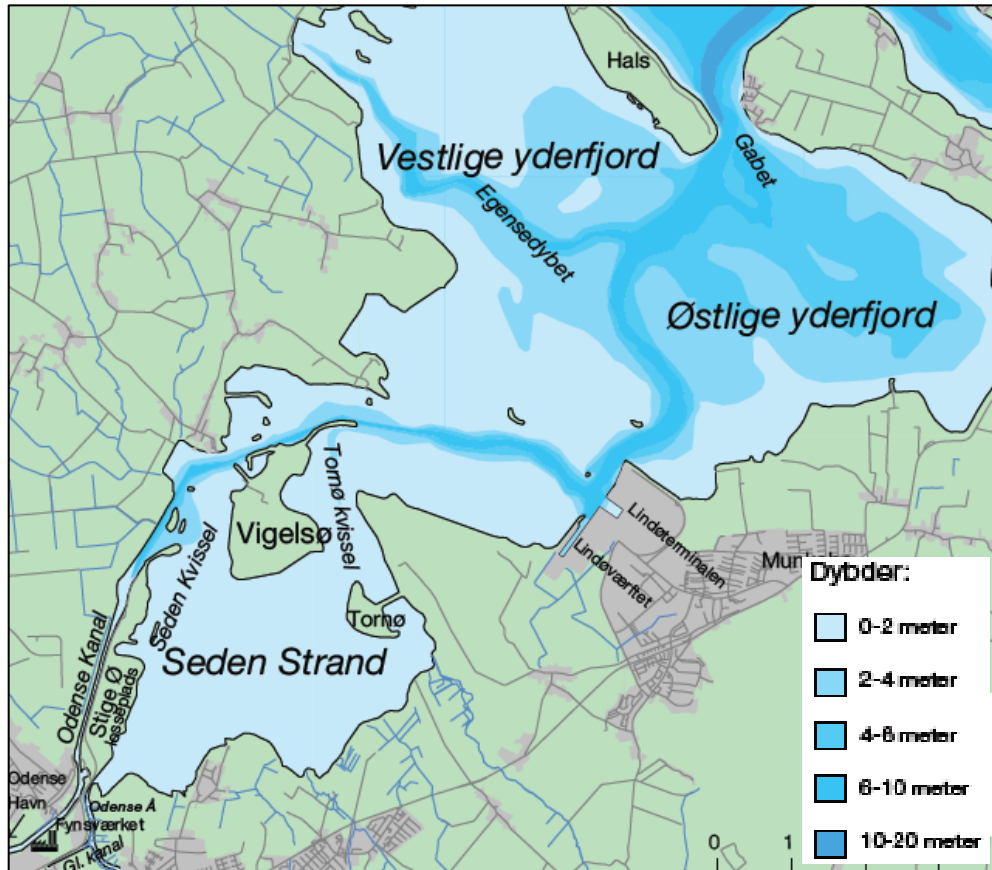 Hals
Vestlige yderfjord
Gabet
Egensedybet
Østlige yderfjord
Tornø kvissel
Vigelsø
Seden Kvissel
Lindøterminalen
Lindøværftet
Tornø
Seden Strand
Odense Kanal
Stige Ø
losseplads
Odense
Havn
Odense Å
Fynsværket
Gl. kanal
Dybder:
0-2 meter
2-4 meter
4-6 meter
6-10 meter
10-20 meter
0 1